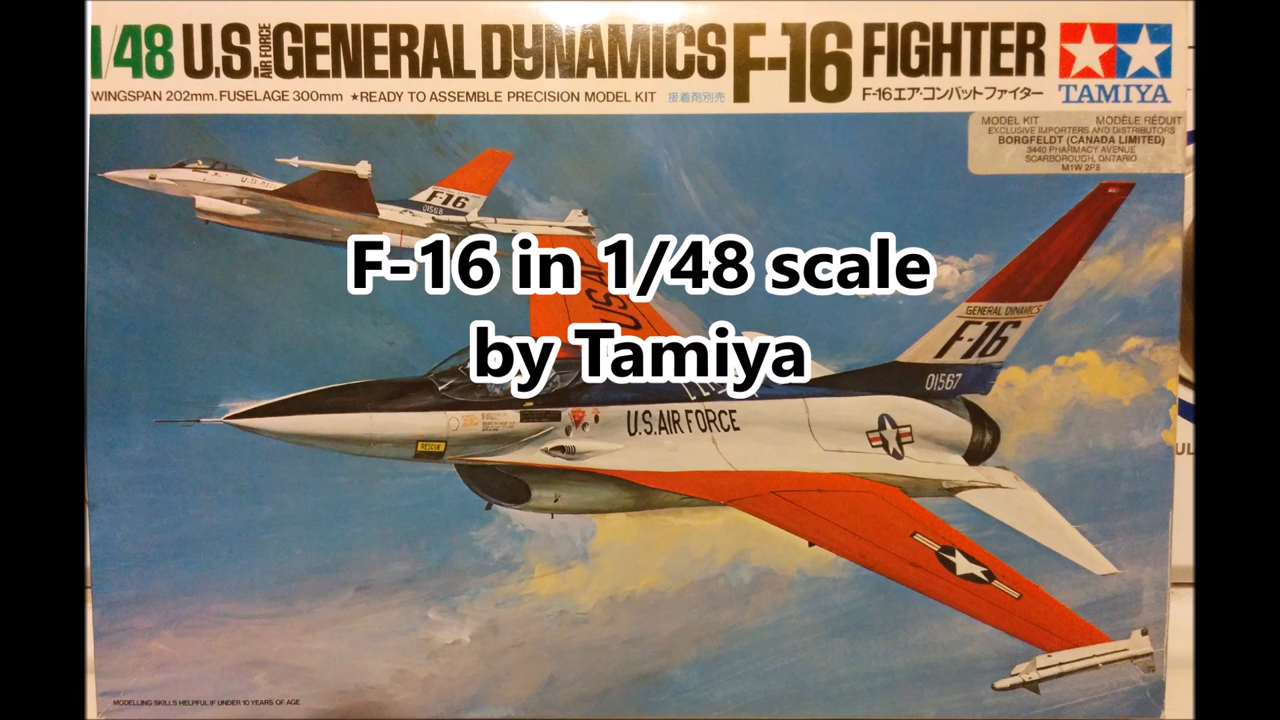 1/48 U.S. AIR FORCE GENERAL DYNAMICS F-16 FIGHTER
TAMIYA
WINGSPAN 202mm. FUSELAGE 300mm ★READY TO ASSEMBLE PRECISION MODEL KIT 接着剤別売 F-16エア・コンバットファイター
MODEL KIT MODÈLE RÉDUIT
EXCLUSIVE IMPORTERS AND DISTRIBUTORS
BORGFELDT (CANADA LIMITED)
3440 PHARMACY AVENUE
SCARBOROUGH, ONTARIO
M1W 2P8
U.S.AI
F-16
01568
F-16 in 1/48 scale
by Tamiya
USA
GENERAL DYNAMICS
F-16
01567
U.S.AIR FORCE
RESCUE
UL
MODELLING SKILLS HELPFUL IF UNDER 10 YEARS OF AGE